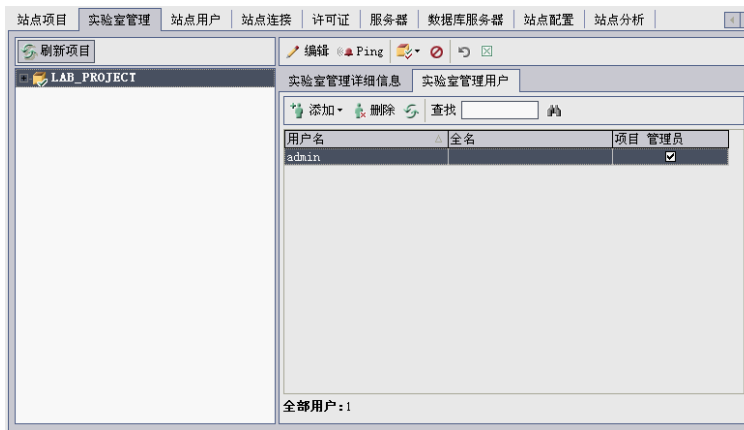 站点项目 实验室管理 站点用户 站点连接 许可证 服务器 数据库服务器 站点配置 站点分析
刷新项目
编辑 Ping
LAB_PROJECT
实验室管理详细信息 实验室管理用户
添加 删除 查找
用户名 全名 项目 管理员
admin
全部用户:1